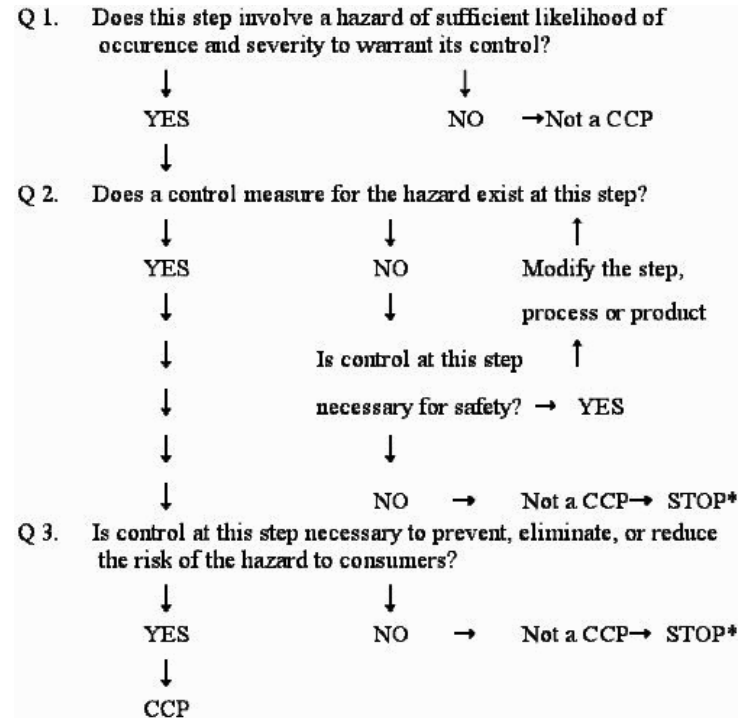 Q 1. Does this step involve a hazard of sufficient likelihood of
occurence and severity to warrant its control?
↓ ↓
YES NO →Not a CCP
↓
Q 2. Does a control measure for the hazard exist at this step?
↓ ↓ ↑
YES NO Modify the step,
↓ ↓ process or product
↓ Is control at this step ↑
↓ necessary for safety? → YES
↓ ↓
↓ NO → Not a CCP→ STOP*
Q 3. Is control at this step necessary to prevent, eliminate, or reduce
the risk of the hazard to consumers?
↓ ↓
YES NO → Not a CCP→ STOP*
↓
CCP